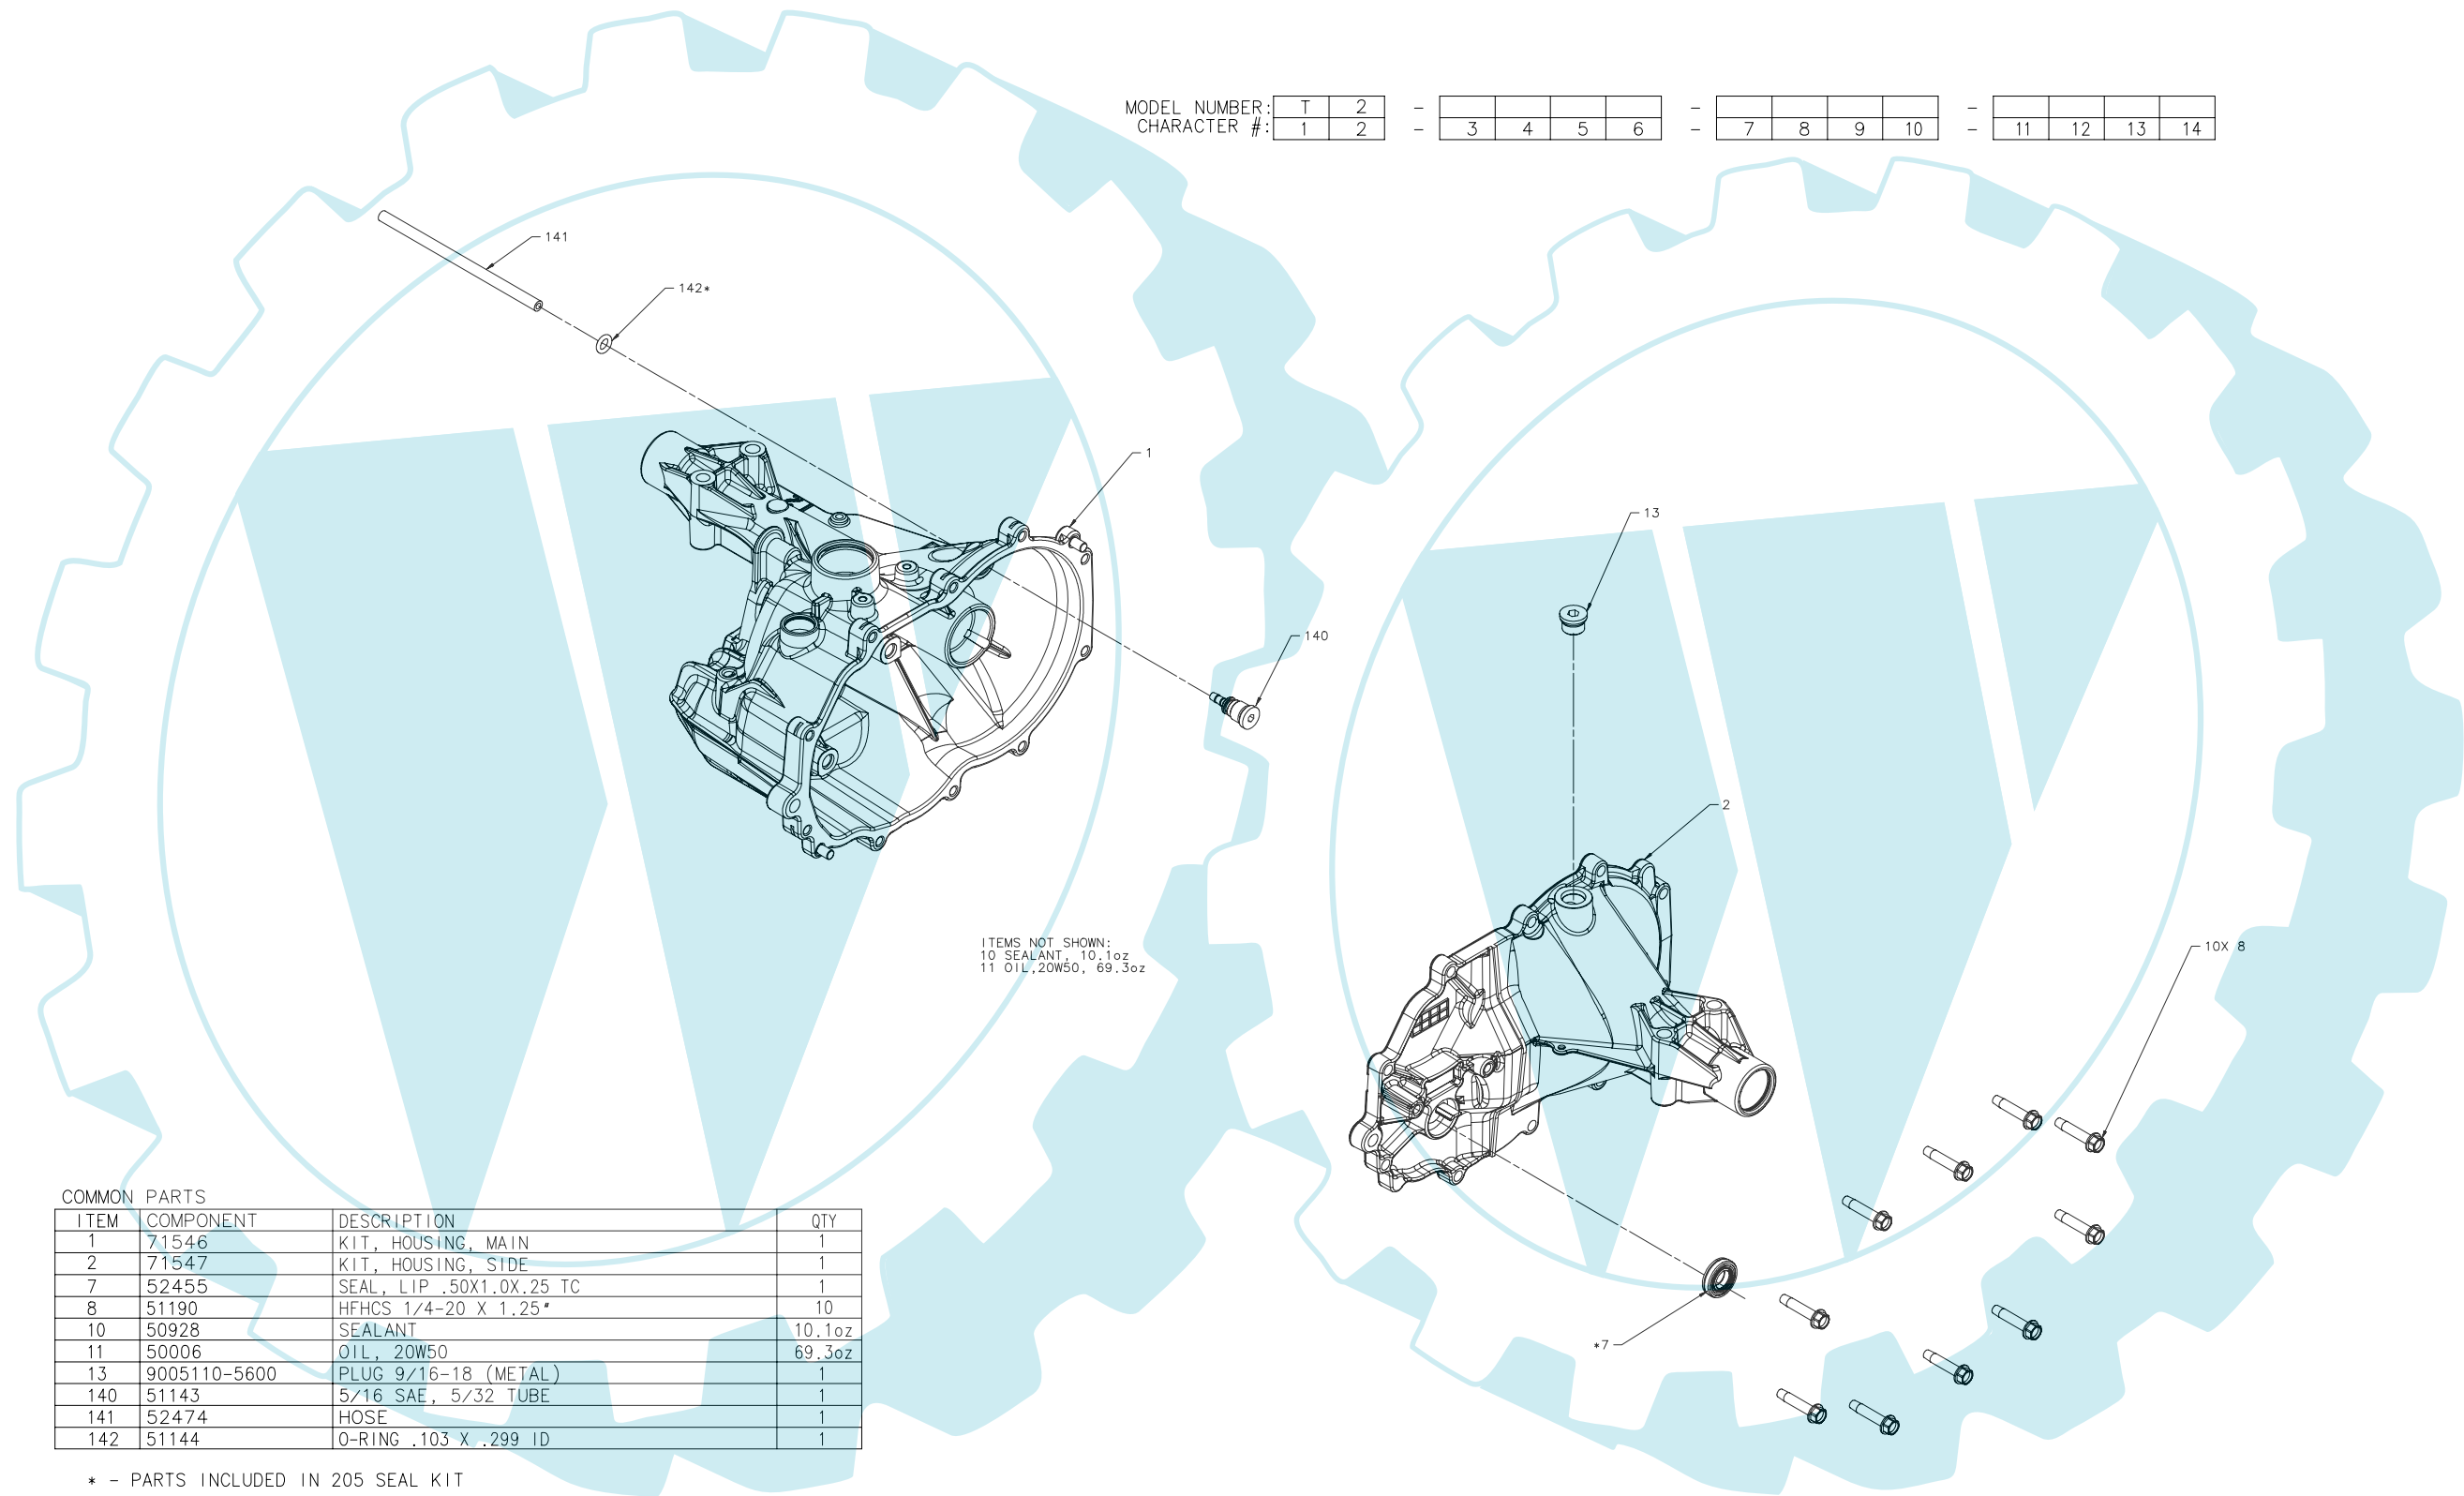 MODEL NUMBER: T 2 - - -
CHARACTER #: 1 2 - 3 4 5 6 - 7 8 9 10 - 11 12 13 14
141
142*
1
13
140
2
ITEMS NOT SHOWN:
10 SEALANT, 10.1oz
11 OIL,20W50, 69.3oz
10X 8
*7
COMMON PARTS
ITEM COMPONENT DESCRIPTION QTY
1 71546 KIT, HOUSING, MAIN 1
2 71547 KIT, HOUSING, SIDE 1
7 52455 SEAL, LIP .50X1.0X.25 TC 1
8 51190 HFHCS 1/4-20 X 1.25" 10
10 50928 SEALANT 10.1oz
11 50006 OIL, 20W50 69.3oz
13 9005110-5600 PLUG 9/16-18 (METAL) 1
140 51143 5/16 SAE, 5/32 TUBE 1
141 52474 HOSE 1
142 51144 O-RING .103 X .299 ID 1
* - PARTS INCLUDED IN 205 SEAL KIT